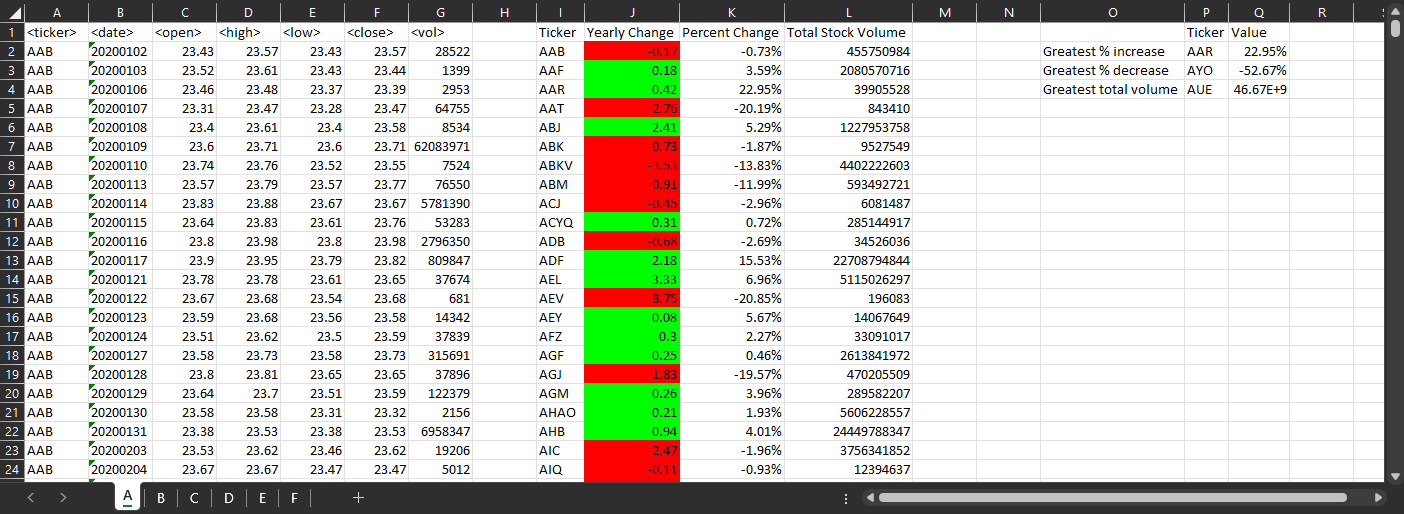 A B C D E F G H I J K L M N O P Q R
1 <ticker> <date> <open> <high> <low> <close> <vol> Ticker Yearly Change Percent Change Total Stock Volume Ticker Value
2 AAB 20200102 23.43 23.57 23.43 23.57 28522 AAB -0.17 -0.73% 455750984 Greatest % increase AAR 22.95%
3 AAB 20200103 23.52 23.61 23.43 23.44 1399 AAF 0.18 3.59% 2080570716 Greatest % decrease AYO -52.67%
4 AAB 20200106 23.46 23.48 23.37 23.39 2953 AAR 0.42 22.95% 39905528 Greatest total volume AUE 46.67E+9
5 AAB 20200107 23.31 23.47 23.28 23.47 64755 AAT -2.76 -20.19% 843410
6 AAB 20200108 23.4 23.61 23.4 23.58 8534 ABJ 2.41 5.29% 1227953758
7 AAB 20200109 23.6 23.71 23.6 23.71 62083971 ABK -0.73 -1.87% 9527549
8 AAB 20200110 23.74 23.76 23.52 23.55 7524 ABKV -3.53 -13.83% 4402222603
9 AAB 20200113 23.57 23.79 23.57 23.77 76550 ABM -0.91 -11.99% 593492721
10 AAB 20200114 23.83 23.88 23.67 23.67 5781390 ACJ -0.45 -2.96% 6081487
11 AAB 20200115 23.64 23.83 23.61 23.76 53283 ACYQ 0.31 0.72% 285144917
12 AAB 20200116 23.8 23.98 23.8 23.98 2796350 ADB -0.68 -2.69% 34526036
13 AAB 20200117 23.9 23.95 23.79 23.82 809847 ADF 2.18 15.53% 22708794844
14 AAB 20200121 23.78 23.78 23.61 23.65 37674 AEL 3.33 6.96% 5115026297
15 AAB 20200122 23.67 23.68 23.54 23.68 681 AEV -8.75 -20.85% 196083
16 AAB 20200123 23.59 23.68 23.56 23.58 14342 AEY 0.08 5.67% 14067649
17 AAB 20200124 23.51 23.62 23.5 23.59 37839 AFZ 0.3 2.27% 33091017
18 AAB 20200127 23.58 23.73 23.58 23.73 315691 AGF 0.25 0.46% 2613841972
19 AAB 20200128 23.8 23.81 23.65 23.65 37896 AGJ -1.83 -19.57% 470205509
20 AAB 20200129 23.64 23.7 23.51 23.59 122379 AGM 0.26 3.96% 289582207
21 AAB 20200130 23.58 23.58 23.31 23.32 2156 AHAO 0.21 1.93% 5606228557
22 AAB 20200131 23.38 23.53 23.38 23.53 6958347 AHB 0.94 4.01% 24449788347
23 AAB 20200203 23.53 23.62 23.46 23.62 19206 AIC -2.47 -1.96% 3756341852
24 AAB 20200204 23.67 23.67 23.47 23.47 5012 AIQ -0.11 -0.93% 12394637
A B C D E F